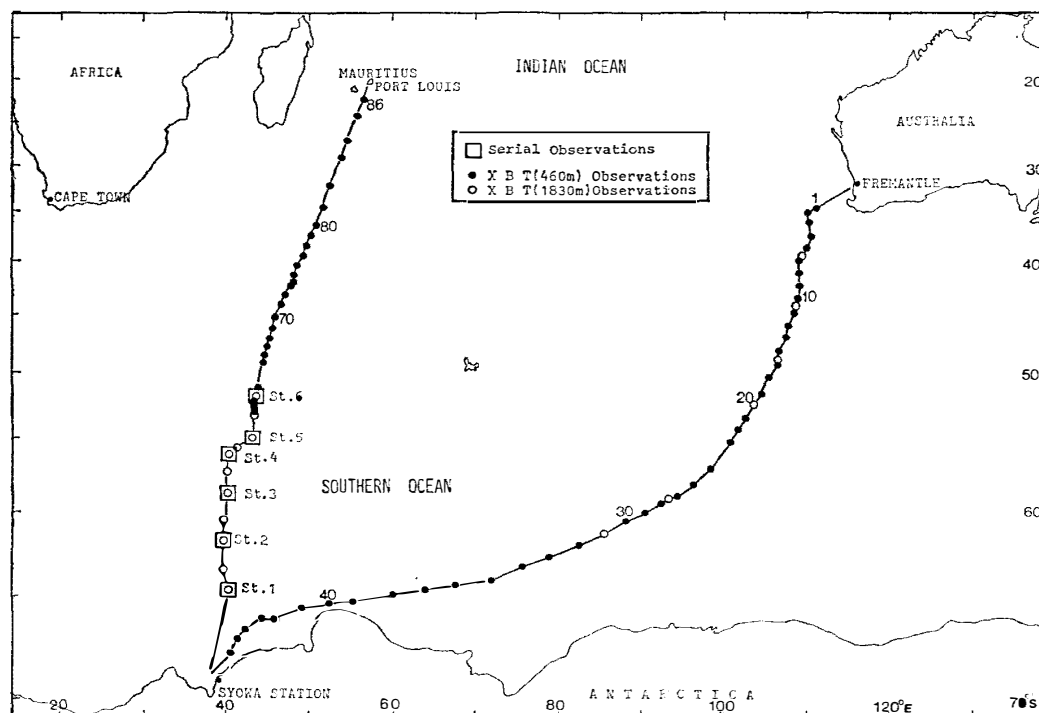 AFRICA
MAURITIUS
PORT LOUIS
INDIAN OCEAN
20
86
AUSTRALIA
Serial Observations
X B T(460m) Observations
X B T(1830m)Observations
30
CAPE TOWN
FREMANTLE
1
80
40
10
70
50
St.6
20
St.5
St.4
SOUTHERN OCEAN
St.3
30
60
St.2
St.1
40
SYOWA STATION
ANTARCTICA
20
40
60
80
100
120°E
70°S